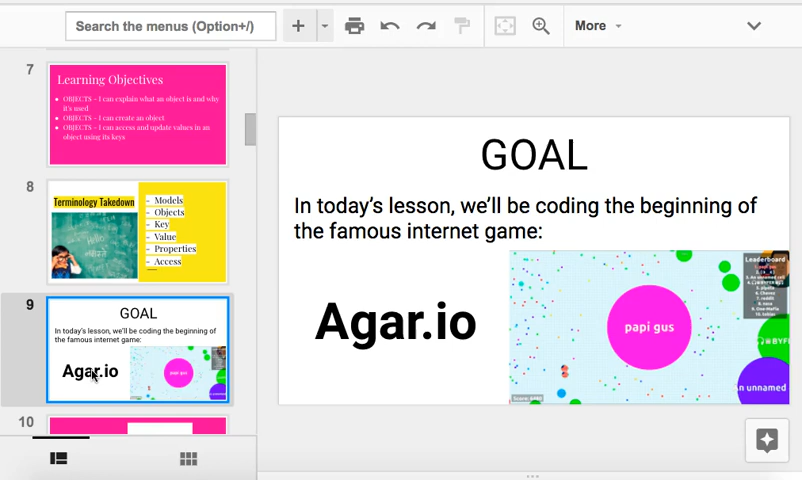 Search the menus (Option+/)
More
7
Learning Objectives
OBJECTS - I can explain what an object is and why
it's used
OBJECTS - I can create an object
OBJECTS - I can access and update values in an
object using its keys
8
Terminology Takedown
- Models
- Objects
- Key
- Value
- Properties
- Access
9
GOAL
In today's lesson, we'll be coding the beginning of
the famous internet game:
Agar.io
papi gus
10
GOAL
In today's lesson, we'll be coding the beginning of
the famous internet game:
Agar.io
papi gus
Leaderboard
An unnamed